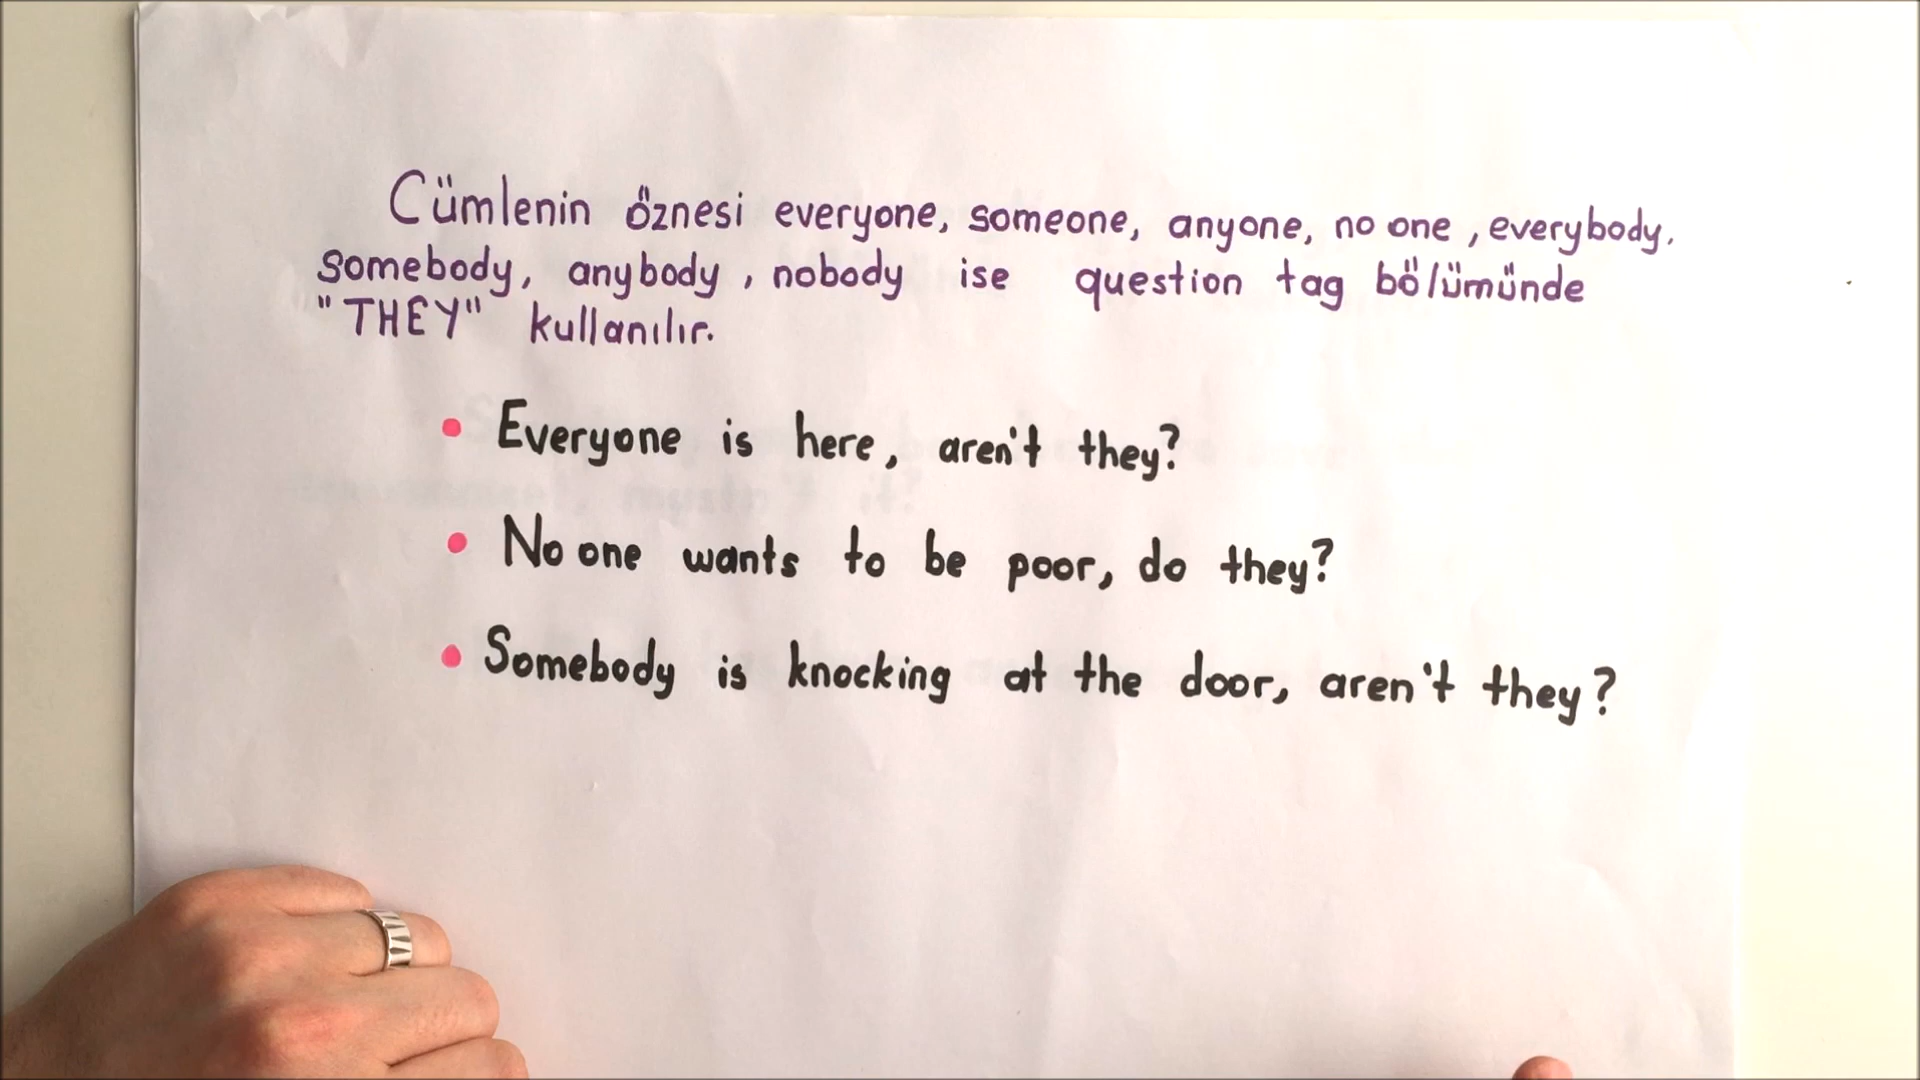 Cümlenin öznesi everyone, someone, anyone, no one , everybody,
somebody, anybody , nobody ise question tag bölümünde
"THEY" kullanılır.
• Everyone is here, aren't they?
• No one wants to be poor, do they?
• Somebody is knocking at the door, aren't they?